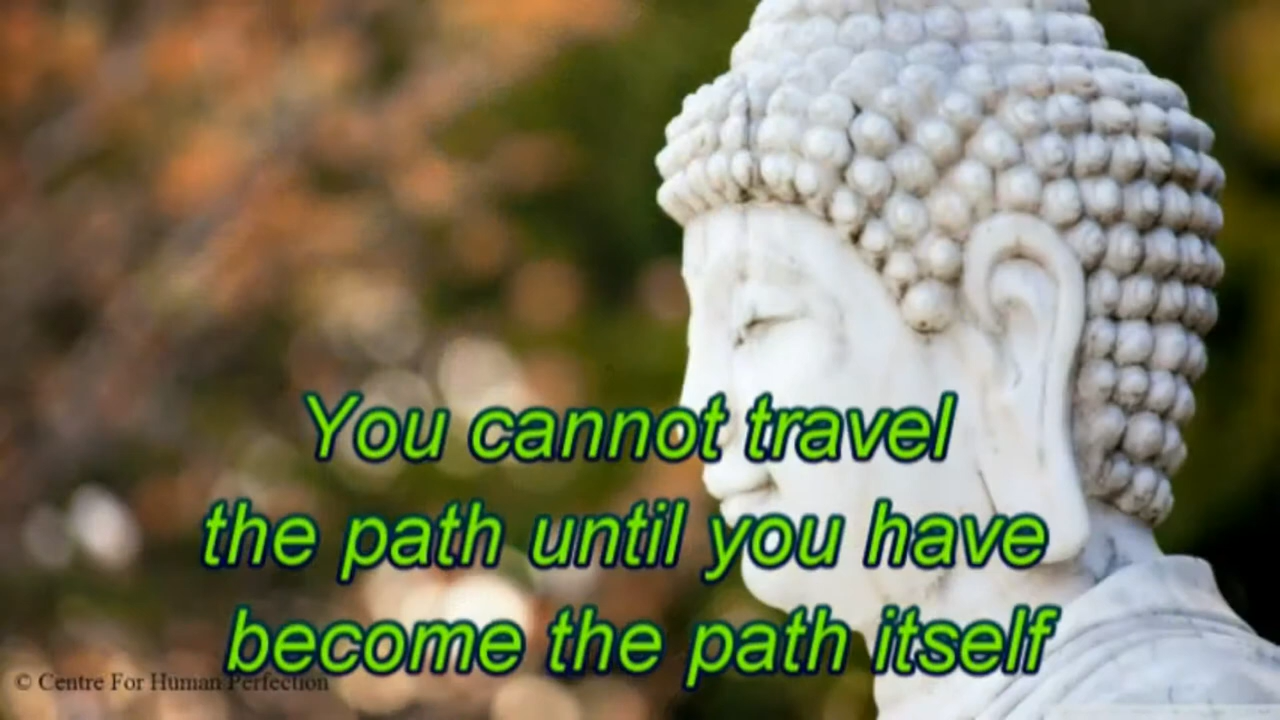 You cannot travel
the path until you have
become the path itself
© Centre For Human Perfection